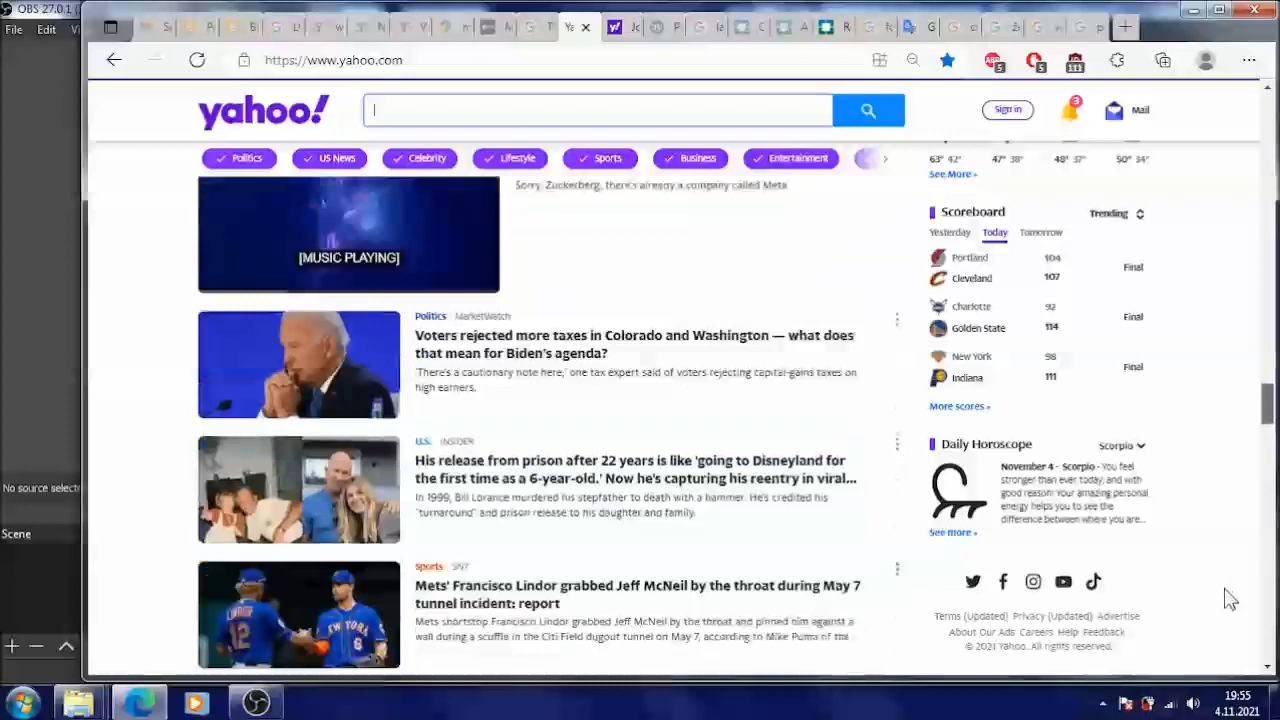 OBS 27.0.1
File Edit
https://www.yahoo.com
5 5 111
yahoo!
Sign in
3
Mail
Politics
US News
Celebrity
Lifestyle
Sports
Business
Entertainment
[MUSIC PLAYING]
Sorry, Zuckerberg, there's already a company called Meta
Politics MarketWatch
Voters rejected more taxes in Colorado and Washington — what does
that mean for Biden's agenda?
'There's a cautionary note here,' one tax expert said of voters rejecting capital-gains taxes on
high earners.
U.S. INSIDER
His release from prison after 22 years is like 'going to Disneyland for
the first time as a 6-year-old.' Now he's capturing his reentry in viral...
In 1999, Bill Lorance murdered his stepfather to death with a hammer. He's credited his
"turnaround" and prison release to his daughter and family.
Sports SNY
Mets' Francisco Lindor grabbed Jeff McNeil by the throat during May 7
tunnel incident: report
Mets shortstop Francisco Lindor grabbed Jeff McNeil by the throat and pinned him against a
wall during a scuffle in the Citi Field dugout tunnel on May 7, according to Mike Puma of the
63° 42° 47° 38° 48° 37° 50° 34°
See More »
Scoreboard
Trending
Yesterday Today Tomorrow
Portland 104
Cleveland 107
Final
Charlotte 92
Golden State 114
Final
New York 98
Indiana 111
Final
More scores »
Daily Horoscope
Scorpio
November 4 - Scorpio - You feel
stronger than ever today, and with
good reason! Your amazing personal
energy helps you to see the
difference between where you are...
See more »
Terms (Updated) Privacy (Updated) Advertise
About Our Ads Careers Help Feedback
© 2021 Yahoo. All rights reserved.
No source select
Scene
19:55
4.11.2021